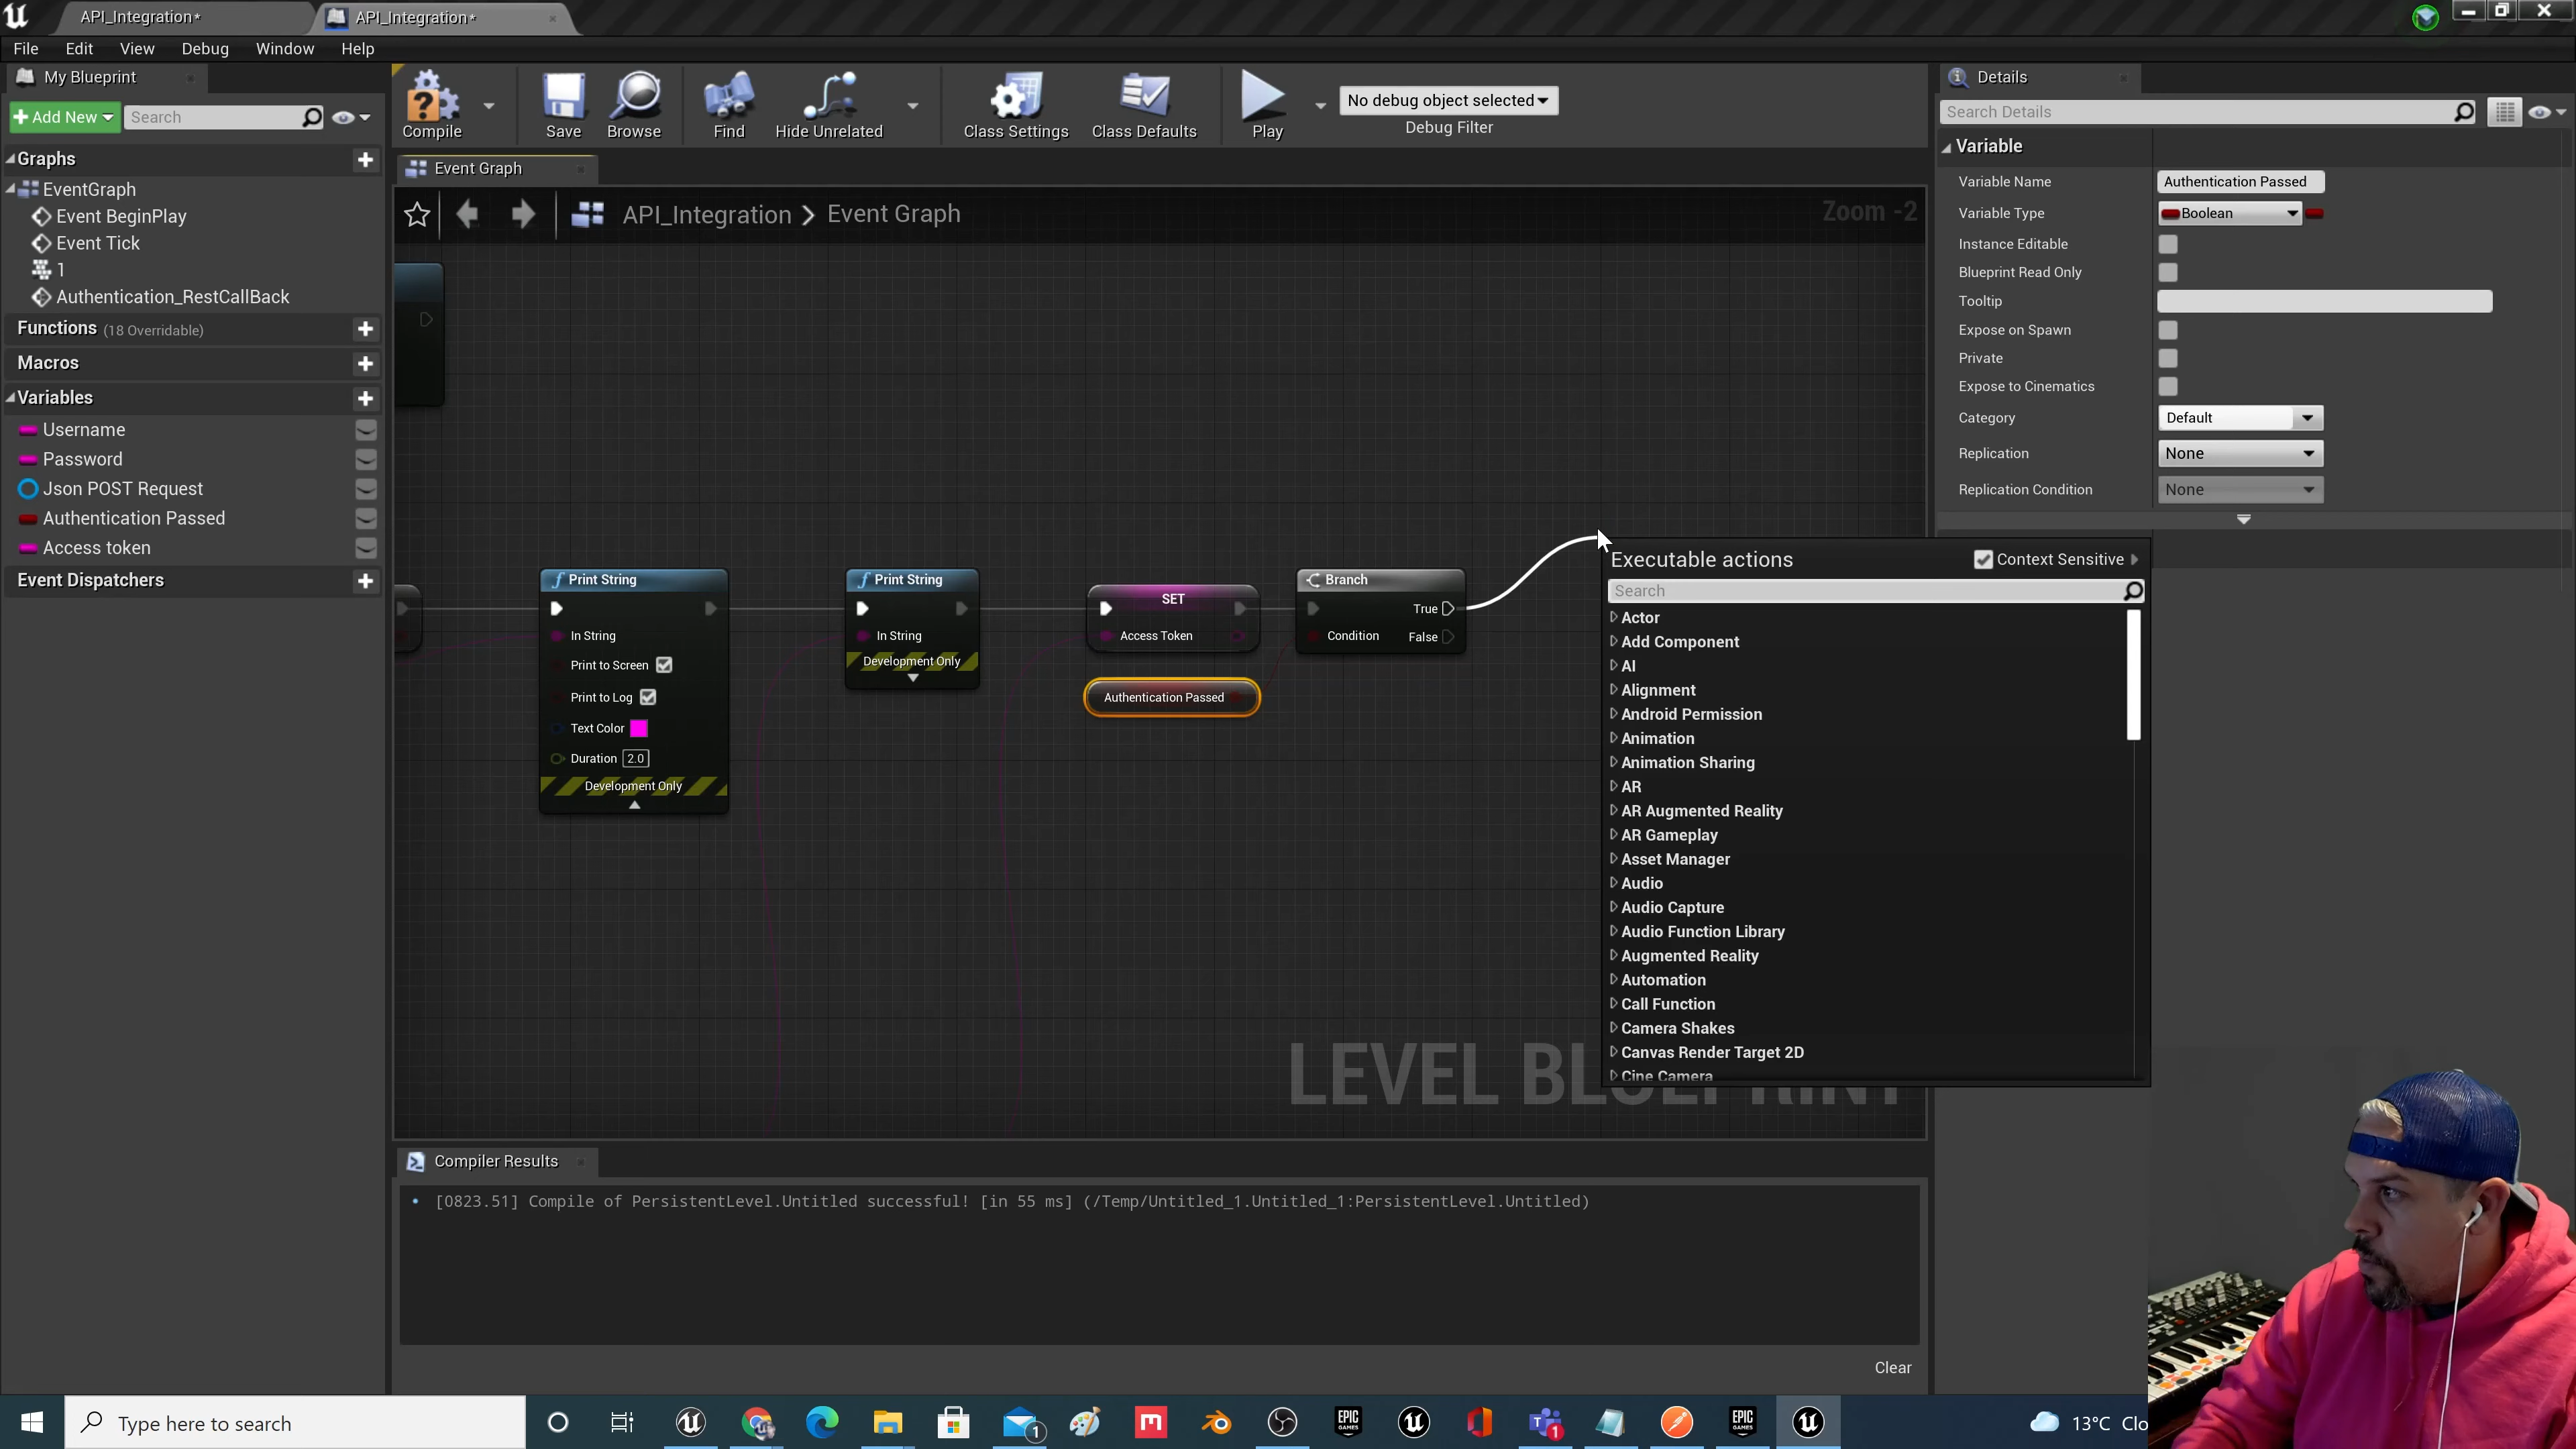 API_Integration*
API_Integration*
File Edit View Debug Window Help
My Blueprint
Add New
Search
Graphs
EventGraph
Event BeginPlay
Event Tick
1
Authentication_RestCallBack
Functions (18 Overridable)
Macros
Variables
Username
Password
Json POST Request
Authentication Passed
Access token
Event Dispatchers
Compile
Save
Browse
Find
Hide Unrelated
Class Settings
Class Defaults
Play
No debug object selected
Debug Filter
Event Graph
API_Integration > Event Graph
Zoom -2
Print String
In String
Print to Screen
Print to Log
Text Color
Duration 2.0
Development Only
Print String
In String
Development Only
SET
Access Token
Authentication Passed
Branch
True
Condition False
Executable actions
Context Sensitive
Search
Actor
Add Component
AI
Alignment
Android Permission
Animation
Animation Sharing
AR
AR Augmented Reality
AR Gameplay
Asset Manager
Audio
Audio Capture
Audio Function Library
Augmented Reality
Automation
Call Function
Camera Shakes
Canvas Render Target 2D
Cine Camera
LEVEL BLUEPRINT
Compiler Results
[0823.51] Compile of PersistentLevel.Untitled successful! [in 55 ms] (/Temp/Untitled_1.Untitled_1:PersistentLevel.Untitled)
Clear
Details
Search Details
Variable
Variable Name Authentication Passed
Variable Type Boolean
Instance Editable
Blueprint Read Only
Tooltip
Expose on Spawn
Private
Expose to Cinematics
Category Default
Replication None
Replication Condition None
Type here to search
1
EPIC GAMES
T 1
EPIC GAMES
13°C Clo